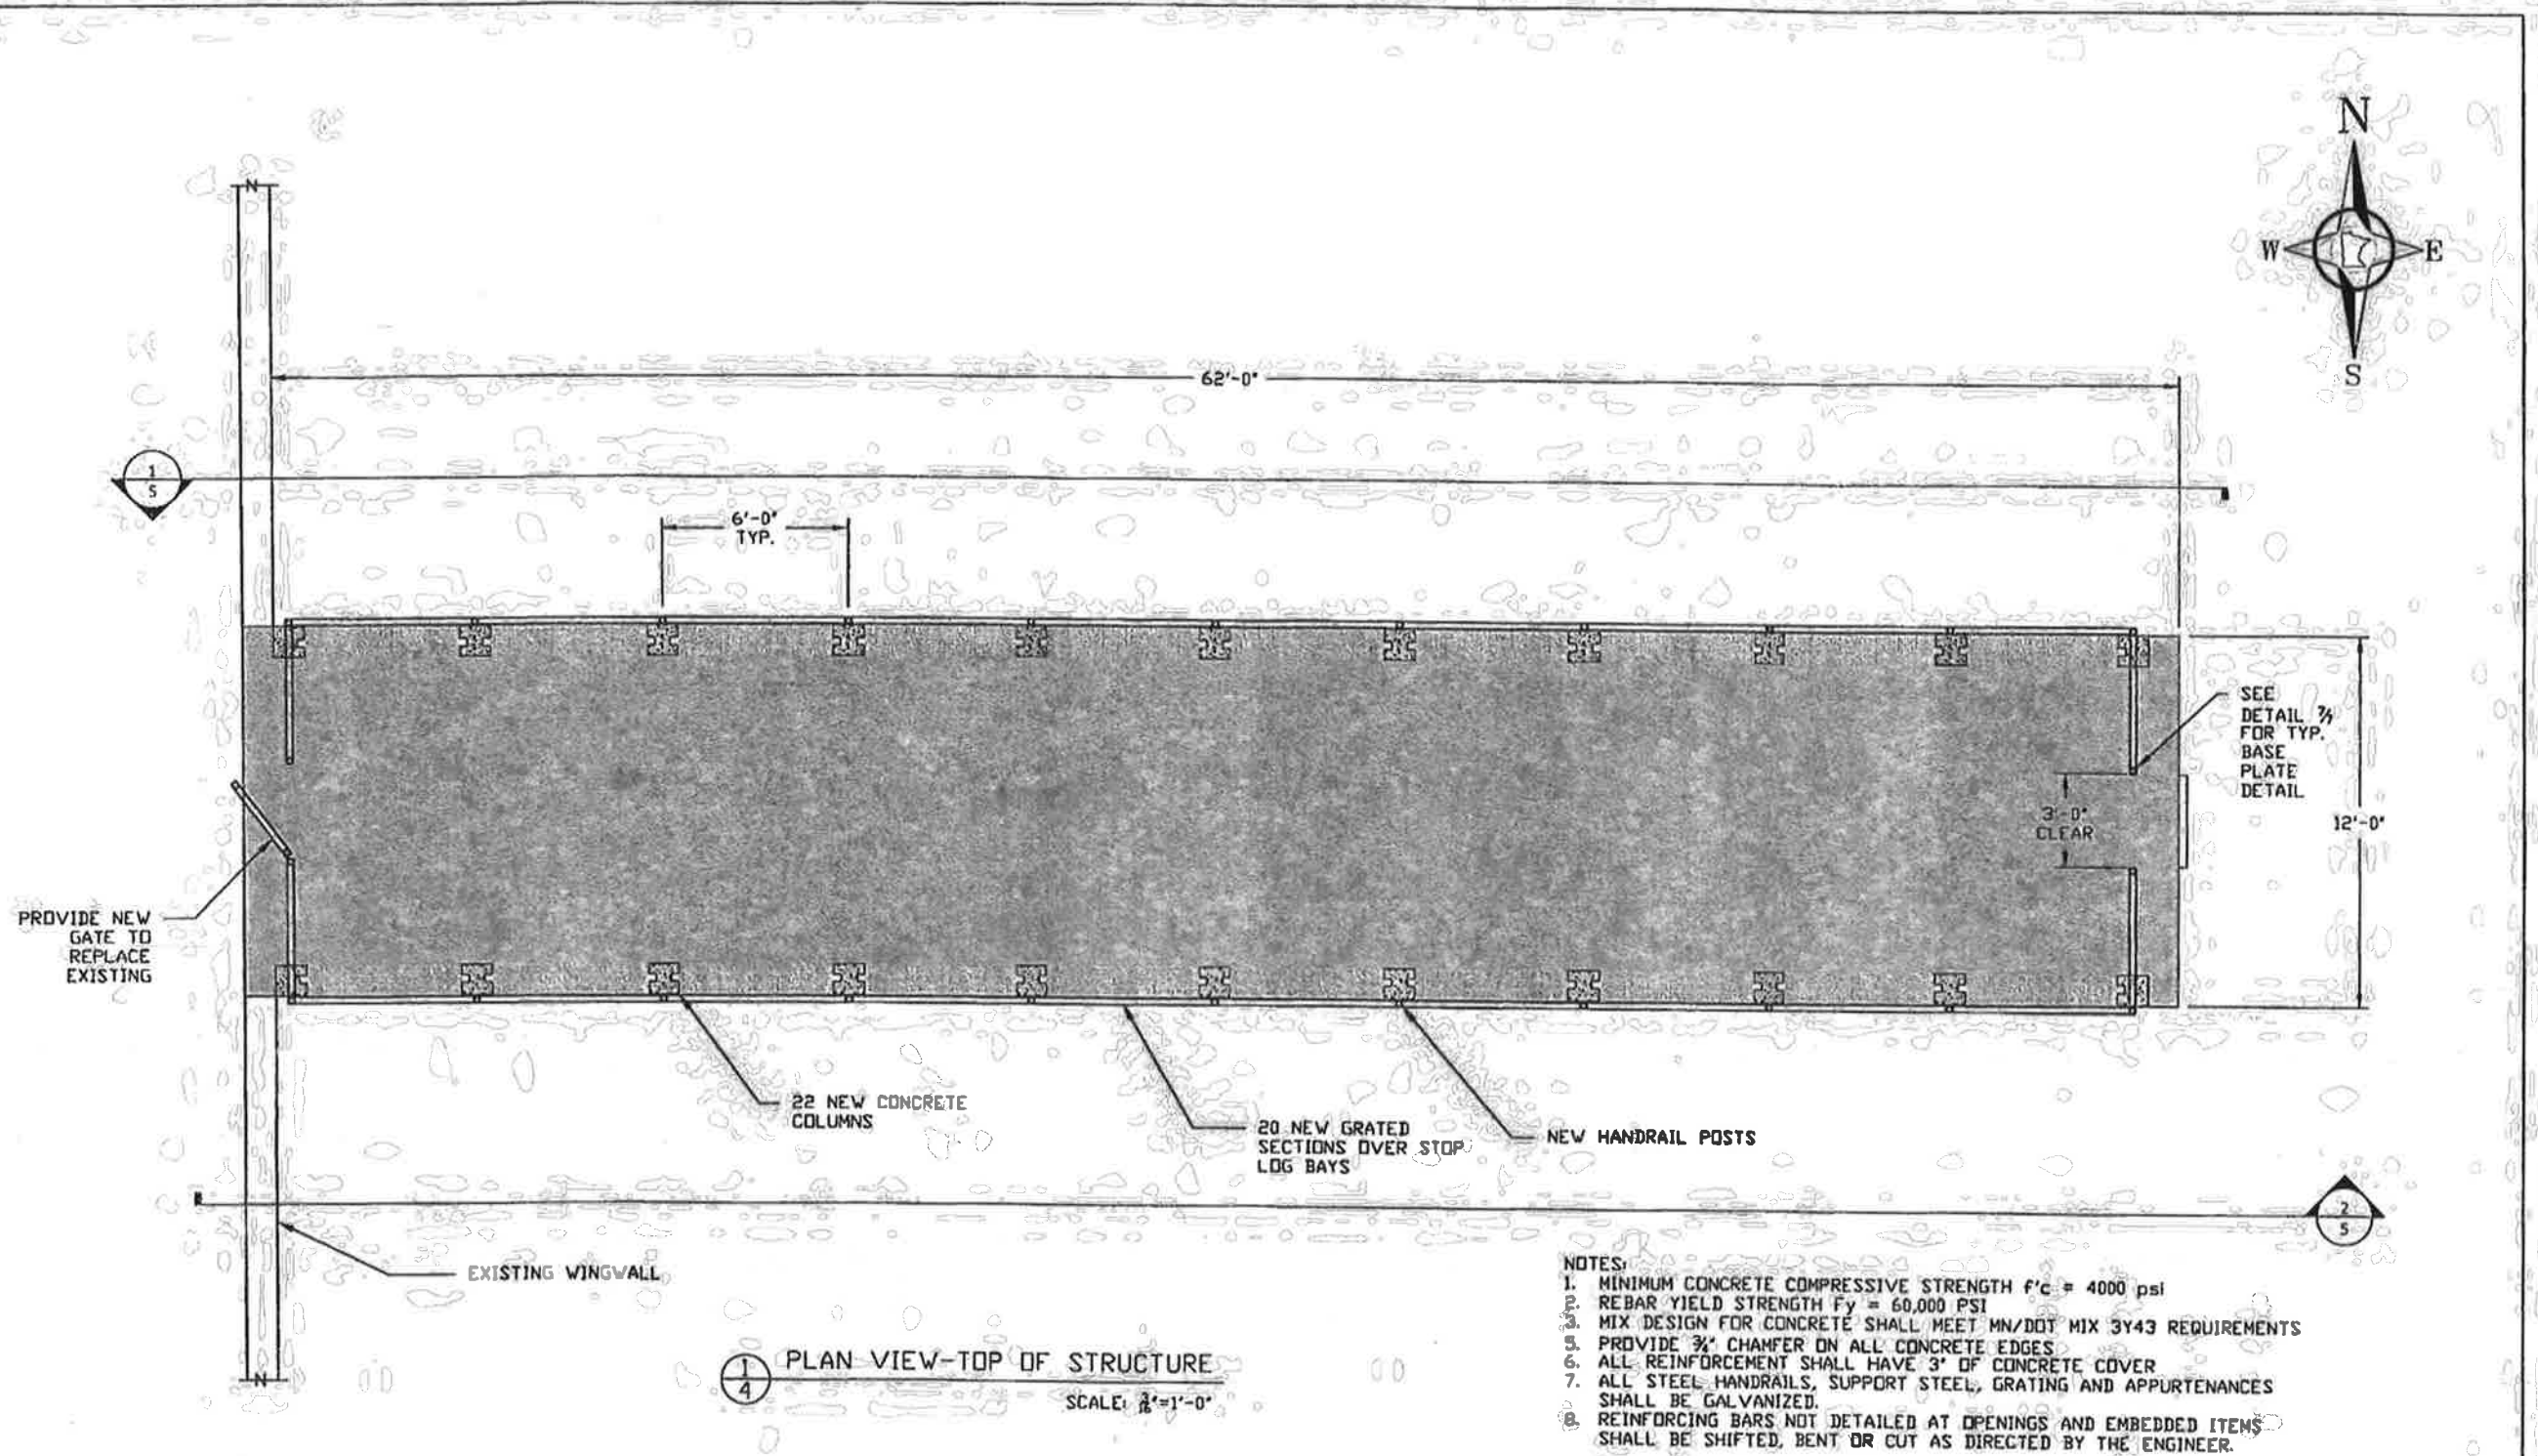 N
N
W
E
S
62'-0"
1
5
6'-0"
TYP.
SEE
DETAIL
FOR TYP.
BASE
PLATE
DETAIL
3'-0"
CLEAR
12'-0"
PROVIDE NEW
GATE TO
REPLACE
EXISTING
22 NEW CONCRETE
COLUMNS
20 NEW GRATED
SECTIONS OVER STOP
LOG BAYS
NEW HANDRAIL POSTS
2
5
EXISTING WINGWALL
N
1
4
PLAN VIEW-TOP OF STRUCTURE
SCALE: 3/16"=1'-0"
NOTES:
1. MINIMUM CONCRETE COMPRESSIVE STRENGTH f'c = 4000 psi
2. REBAR YIELD STRENGTH Fy = 60,000 PSI
3. MIX DESIGN FOR CONCRETE SHALL MEET MN/DOT MIX 3Y43 REQUIREMENTS
5. PROVIDE 3/4" CHAMFER ON ALL CONCRETE EDGES
6. ALL REINFORCEMENT SHALL HAVE 3" OF CONCRETE COVER
7. ALL STEEL HANDRAILS, SUPPORT STEEL, GRATING AND APPURTENANCES
SHALL BE GALVANIZED.
8. REINFORCING BARS NOT DETAILED AT OPENINGS AND EMBEDDED ITEMS
SHALL BE SHIFTED, BENT OR CUT AS DIRECTED BY THE ENGINEER.